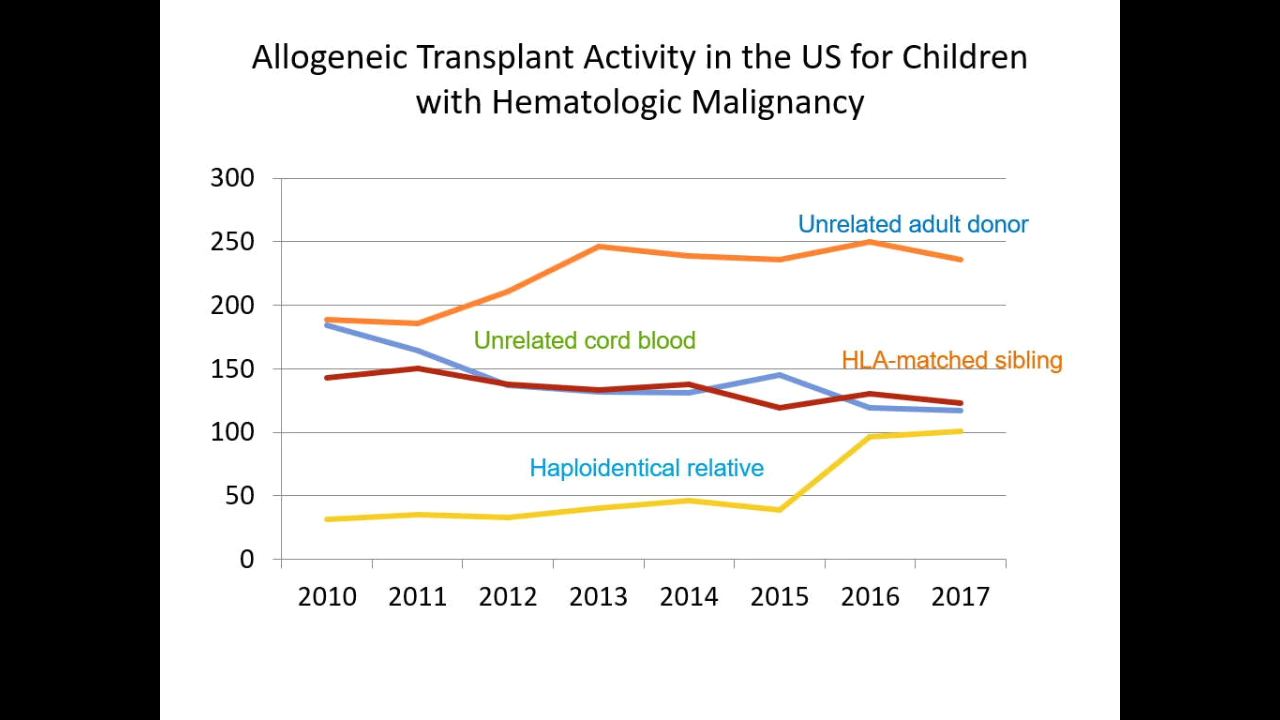 Allogeneic Transplant Activity in the US for Children
with Hematologic Malignancy
300
250
200
150
100
50
0
Unrelated adult donor
Unrelated cord blood
HLA-matched sibling
Haploidentical relative
2010 2011 2012 2013 2014 2015 2016 2017